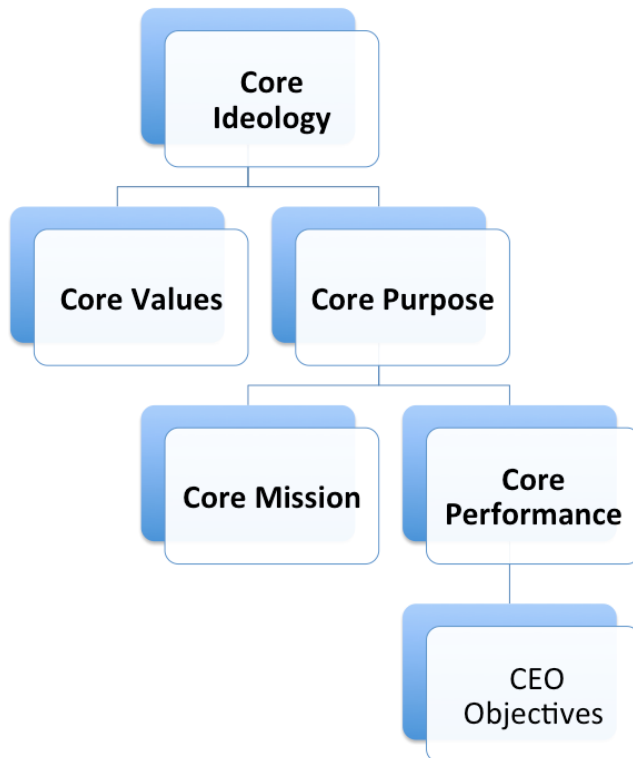 Core
Ideology
Core Values
Core Purpose
Core Mission
Core
Performance
CEO
Objectives